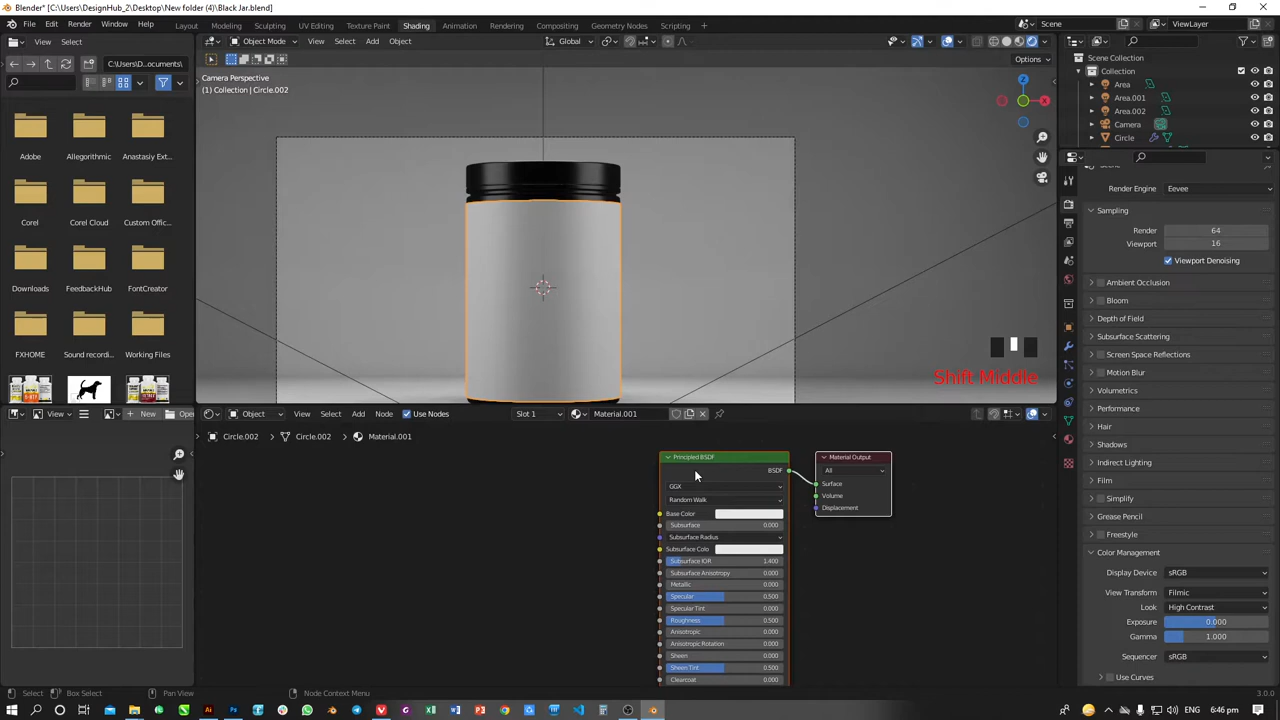 Blender* [C:\Users\DesignHub_2\Desktop\New folder (4)\Black Jar.blend]
File Edit Render Window Help
Layout Modeling Sculpting UV Editing Texture Paint Shading Animation Rendering Compositing Geometry Nodes Scripting
Scene ViewLayer
View Select
Object Mode View Select Add Object Global
C:\Users\D...ocuments\
Options
Camera Perspective
(1) Collection | Circle.002
Z
X
Adobe Allegorithmic Anastasiy Ext...
Corel Corel Cloud Custom Offic...
Downloads FeedbackHub FontCreator
FXHOME Sound recordi... Working Files
Shift Middle
Scene Collection
Collection
Area
Area.001
Area.002
Camera
Circle
Scene
Render Engine Eevee
Sampling
Render 64
Viewport 16
Viewport Denoising
Ambient Occlusion
Bloom
Depth of Field
Subsurface Scattering
Screen Space Reflections
Motion Blur
Volumetrics
Performance
Hair
Shadows
Indirect Lighting
Film
Simplify
Grease Pencil
Freestyle
Color Management
Display Device sRGB
View Transform Filmic
Look High Contrast
Exposure 0.000
Gamma 1.000
Sequencer sRGB
Use Curves
View New Open
Object View Select Add Node Use Nodes Slot 1 Material.001
Circle.002 Circle.002 Material.001
Principled BSDF
BSDF
GGX
Random Walk
Base Color
Subsurface 0.000
Subsurface Radius
Subsurface Colo
Subsurface IOR 1.400
Subsurface Anisotropy 0.000
Metallic 0.000
Specular 0.500
Specular Tint 0.000
Roughness 0.500
Anisotropic 0.000
Anisotropic Rotation 0.000
Sheen 0.000
Sheen Tint 0.500
Clearcoat 0.000
Material Output
All
Surface
Volume
Displacement
Select Box Select Pan View Node Context Menu 3.0.0
ENG 6:46 pm